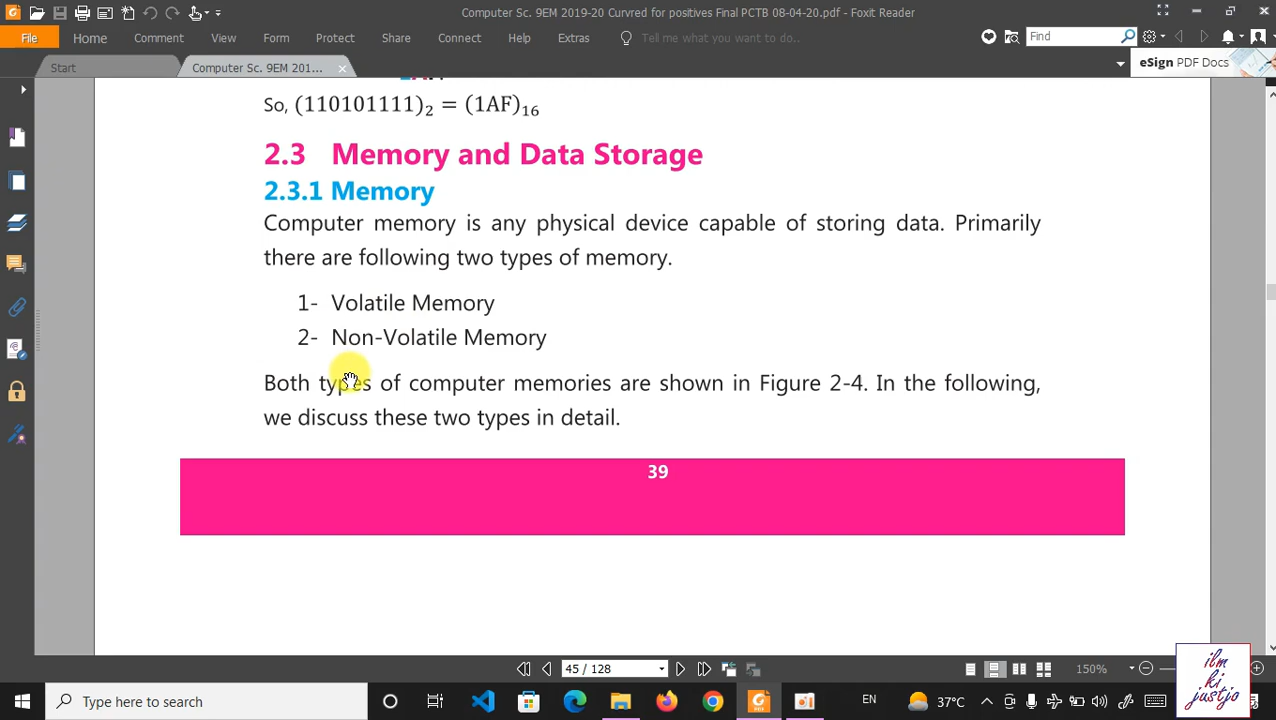 Computer Sc. 9EM 2019-20 Curvred for positives Final PCTB 08-04-20.pdf - Foxit Reader
File Home Comment View Form Protect Share Connect Help Extras Tell me what you want to do... Find
Start Computer Sc. 9EM 201... eSign PDF Docs
So, (110101111)₂ = (1AF)₁₆
2.3 Memory and Data Storage
2.3.1 Memory
Computer memory is any physical device capable of storing data. Primarily
there are following two types of memory.
1- Volatile Memory
2- Non-Volatile Memory
Both types of computer memories are shown in Figure 2-4. In the following,
we discuss these two types in detail.
39
45 / 128 150%
ilm
ki
justjo
Type here to search EN 37°C